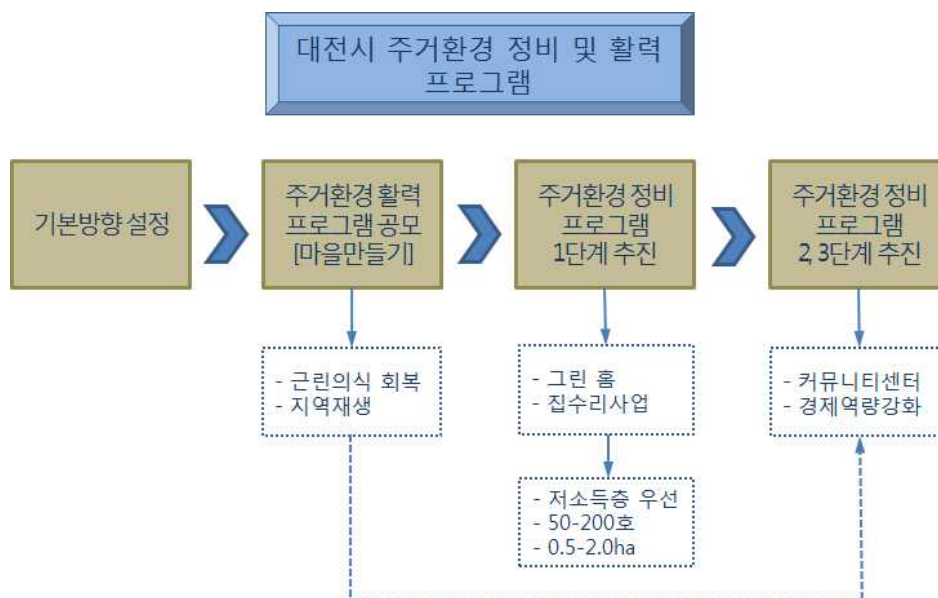 대전시 주거환경 정비 및 활력
프로그램
기본방향 설정
주거환경 활력
프로그램 공모
[마을만들기]
주거환경 정비
프로그램
1단계 추진
주거환경 정비
프로그램
2, 3단계 추진
- 근린의식 회복
- 지역재생
- 그린 홈
- 집수리사업
- 커뮤니티센터
- 경제역량강화
- 저소득층 우선
- 50-200호
- 0.5-2.0ha